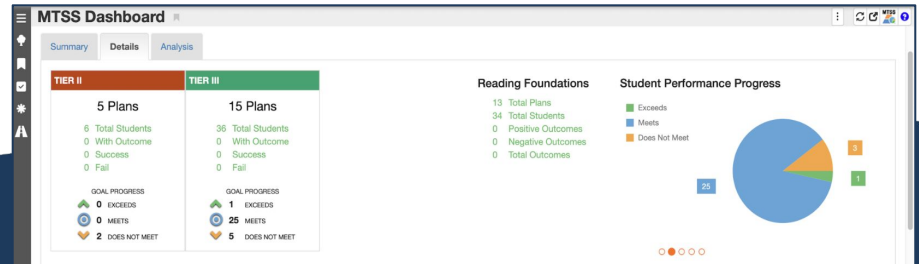 MTSS Dashboard
MTSS
Summary Details Analysis
TIER II
5 Plans
6 Total Students
0 With Outcome
0 Success
0 Fail
GOAL PROGRESS
0 EXCEEDS
0 MEETS
2 DOES NOT MEET
TIER III
15 Plans
36 Total Students
0 With Outcome
0 Success
0 Fail
GOAL PROGRESS
1 EXCEEDS
25 MEETS
5 DOES NOT MEET
Reading Foundations
13 Total Plans
34 Total Students
0 Positive Outcomes
0 Negative Outcomes
0 Total Outcomes
Student Performance Progress
Exceeds
Meets
Does Not Meet
3
1
25